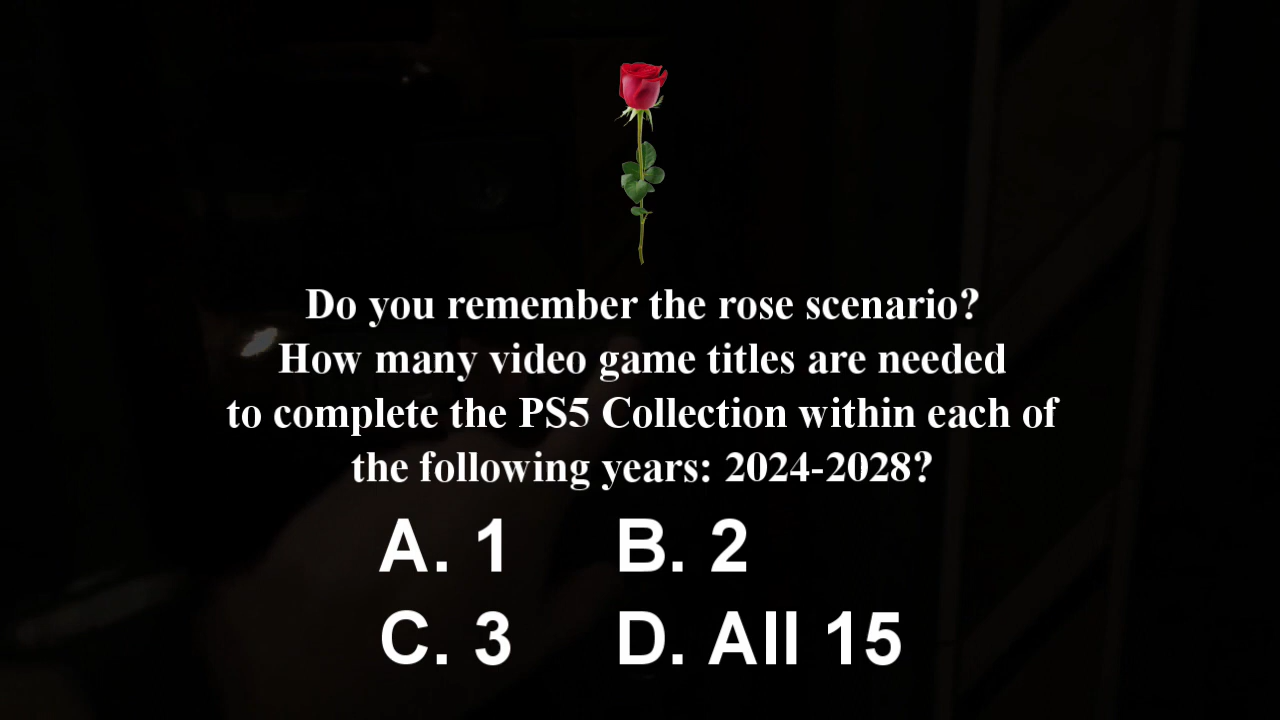 Do you remember the rose scenario?
How many video game titles are needed
to complete the PS5 Collection within each of
the following years: 2024-2028?
A. 1 B. 2
C. 3 D. All 15